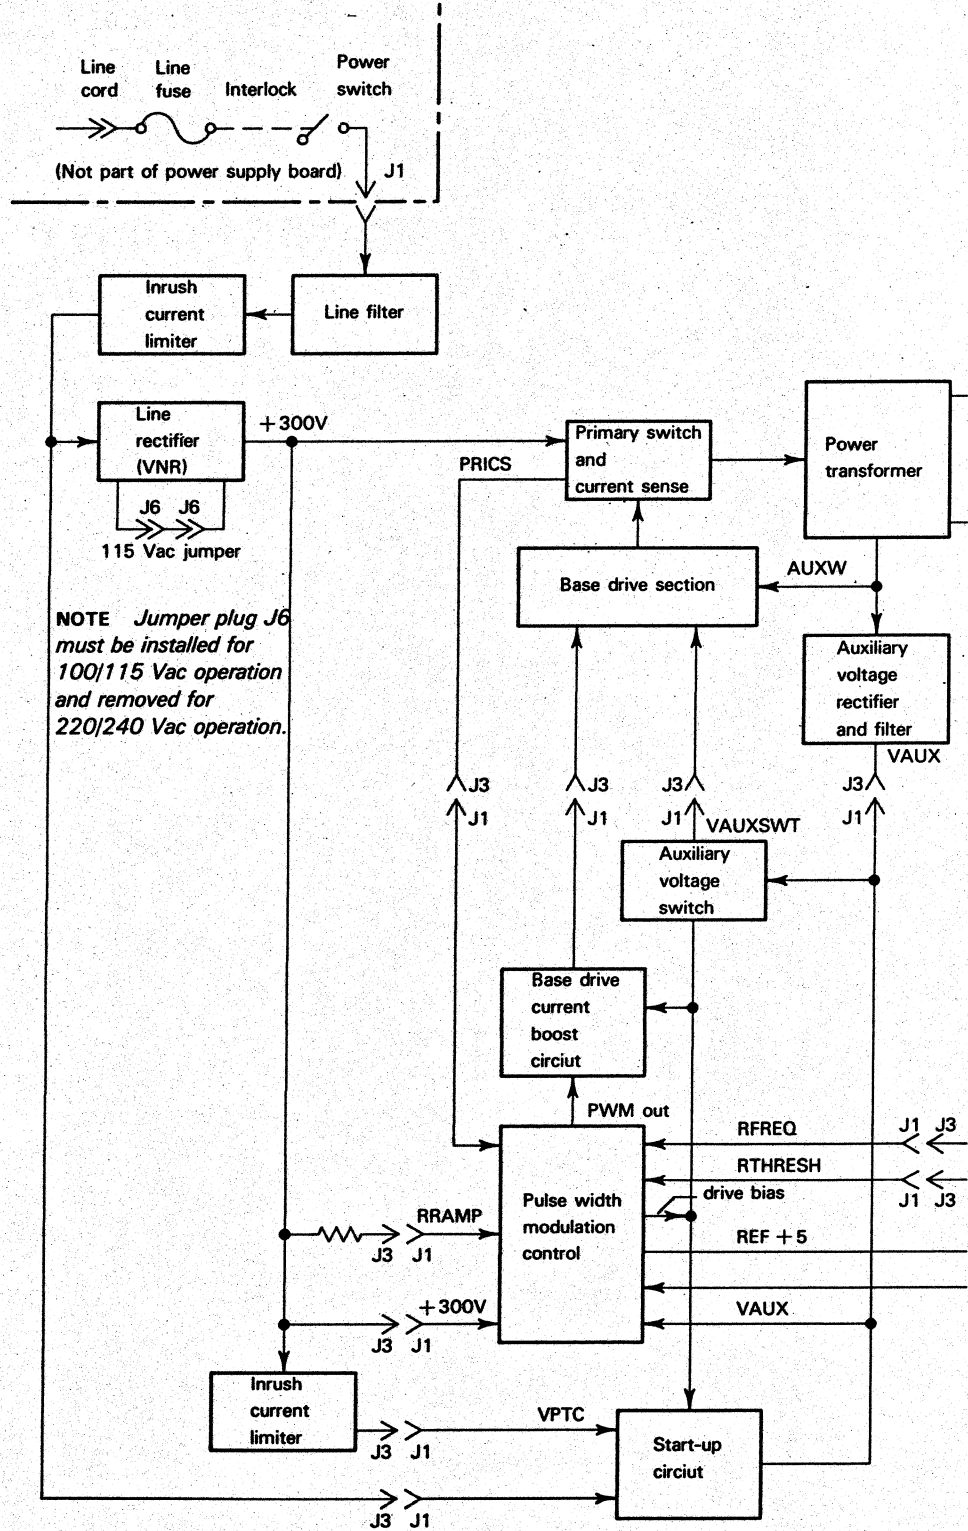 Line
cord
Line
fuse
Interlock
Power
switch
(Not part of power supply board)
J1
Inrush
current
limiter
Line filter
Line
rectifier
(VNR)
+300V
J6 J6
115 Vac jumper
PRICS
Primary switch
and
current sense
Power
transformer
Base drive section
AUXW
NOTE Jumper plug J6
must be installed for
100/115 Vac operation
and removed for
220/240 Vac operation.
Auxiliary
voltage
rectifier
and filter
VAUX
J3
J1
J3
J1
J3
J1
J3
J1
VAUXSWT
Auxiliary
voltage
switch
Base drive
current
boost
circiut
PWM out
Pulse width
modulation
control
RFREQ
J1 J3
RTHRESH
J1 J3
drive bias
REF +5
VAUX
RRAMP
J3 J1
+300V
J3 J1
Inrush
current
limiter
J3 J1
VPTC
Start-up
circiut
J3 J1